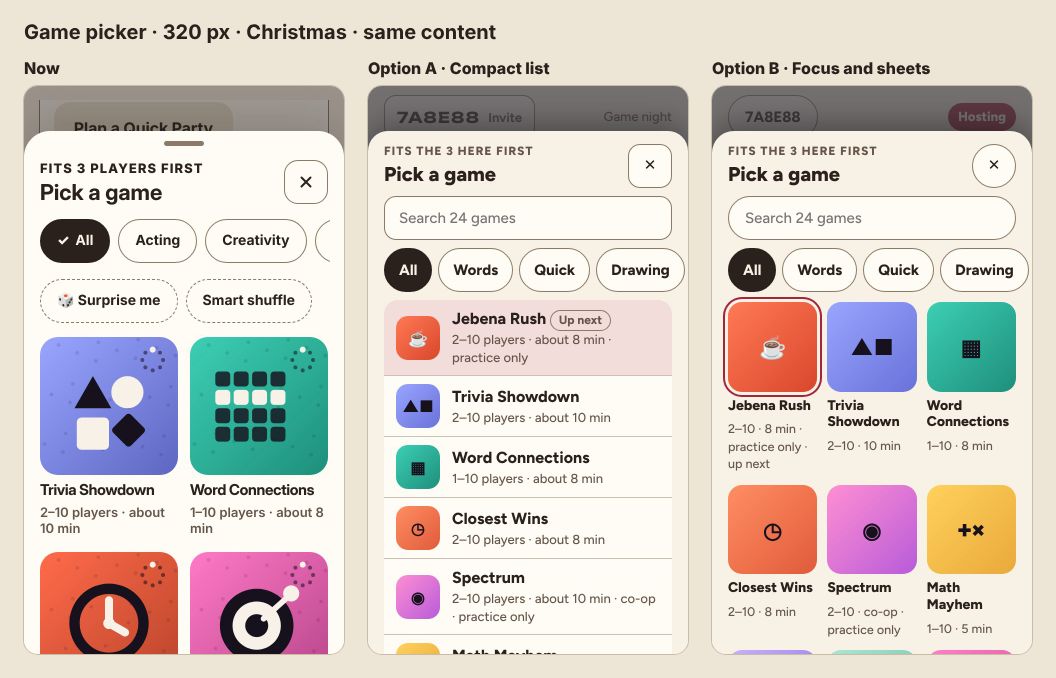 Game picker · 320 px · Christmas · same content
Now
Plan a Quick Party
FITS 3 PLAYERS FIRST
Pick a game
✕
✓ All
Acting
Creativity
🎲 Surprise me
Smart shuffle
Trivia Showdown
2–10 players · about
10 min
Word Connections
1–10 players · about 8
min
Option A · Compact list
7A8E88 Invite
Game night
FITS THE 3 HERE FIRST
Pick a game
✕
Search 24 games
All
Words
Quick
Drawing
Jebena Rush Up next
2–10 players · about 8 min ·
practice only
Trivia Showdown
2–10 players · about 10 min
Word Connections
1–10 players · about 8 min
Closest Wins
2–10 players · about 8 min
Spectrum
2–10 players · about 10 min · co-op
· practice only
Math Mayhem
Option B · Focus and sheets
7A8E88
Hosting
FITS THE 3 HERE FIRST
Pick a game
✕
Search 24 games
All
Words
Quick
Drawing
Jebena Rush
2–10 · 8 min ·
practice only ·
up next
Trivia
Showdown
2–10 · 10 min
Word
Connections
1–10 · 8 min
Closest Wins
2–10 · 8 min
Spectrum
2–10 · co-op ·
practice only
Math
Mayhem
1–10 · 5 min